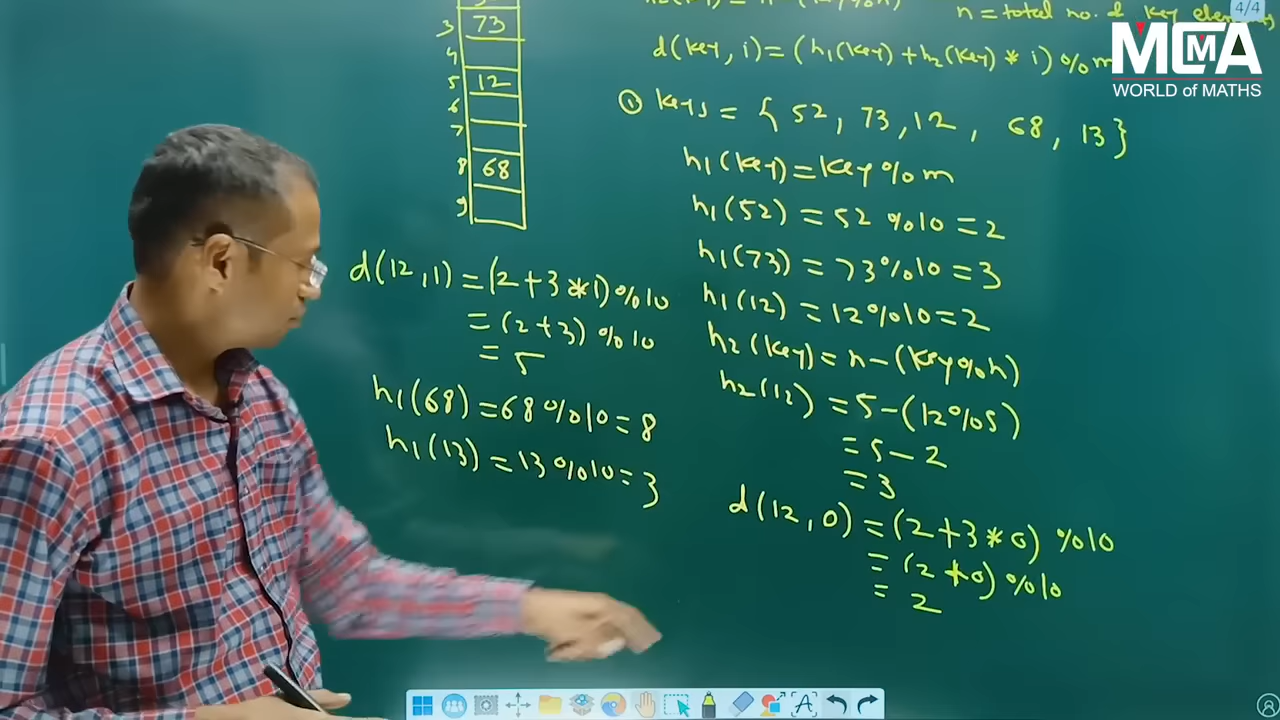 4/4
n = total no. of key elements
d(key, i) = (h1(key) + h2(key) * i) % m
MCMA
WORLD of MATHS
① keys = { 52, 73, 12, 68, 13 }
h1(key) = key % m
h1(52) = 52 % 10 = 2
h1(73) = 73 % 10 = 3
h1(12) = 12 % 10 = 2
h2(key) = n - (key % n)
h2(12) = 5 - (12 % 5)
= 5 - 2
= 3
d(12, 0) = (2 + 3 * 0) % 10
= (2 + 0) % 10
= 2
3 73
4
5 12
6
7
8 68
9
d(12, 1) = (2 + 3 * 1) % 10
= (2 + 3) % 10
= 5
h1(68) = 68 % 10 = 8
h1(13) = 13 % 10 = 3